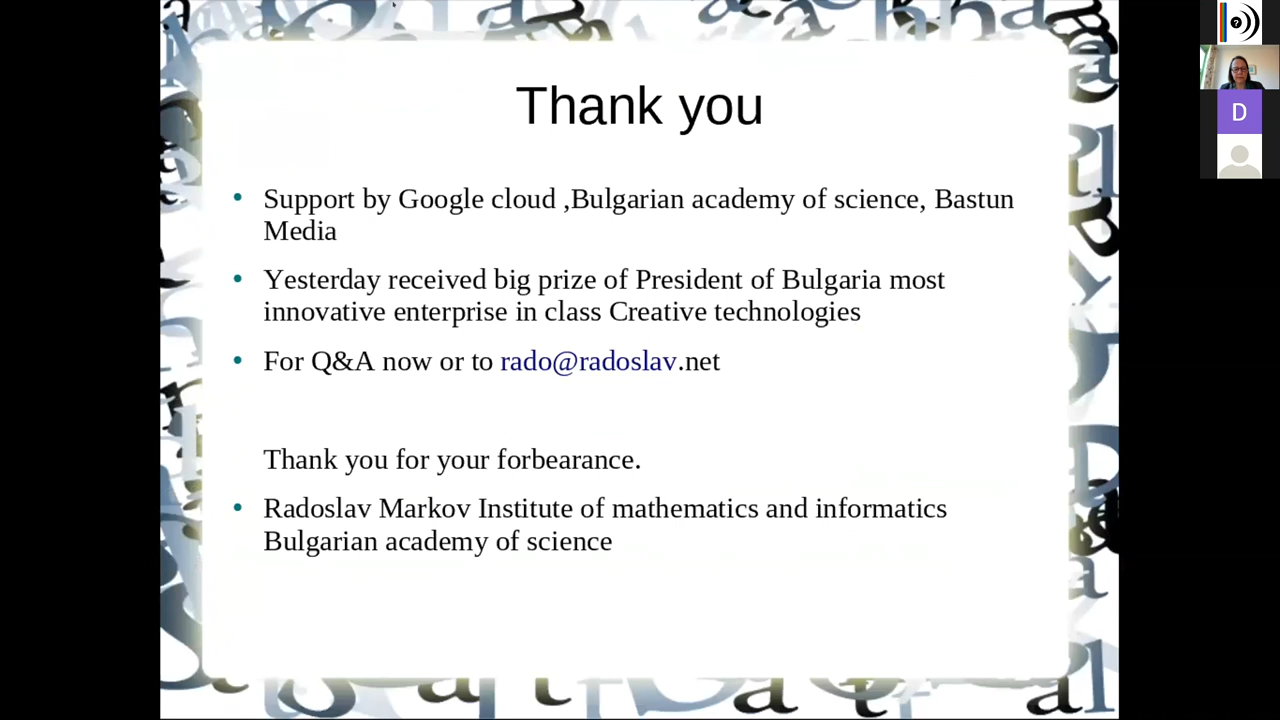 Thank you
• Support by Google cloud ,Bulgarian academy of science, Bastun
Media
• Yesterday received big prize of President of Bulgaria most
innovative enterprise in class Creative technologies
• For Q&A now or to rado@radoslav.net
Thank you for your forbearance.
• Radoslav Markov Institute of mathematics and informatics
Bulgarian academy of science
D